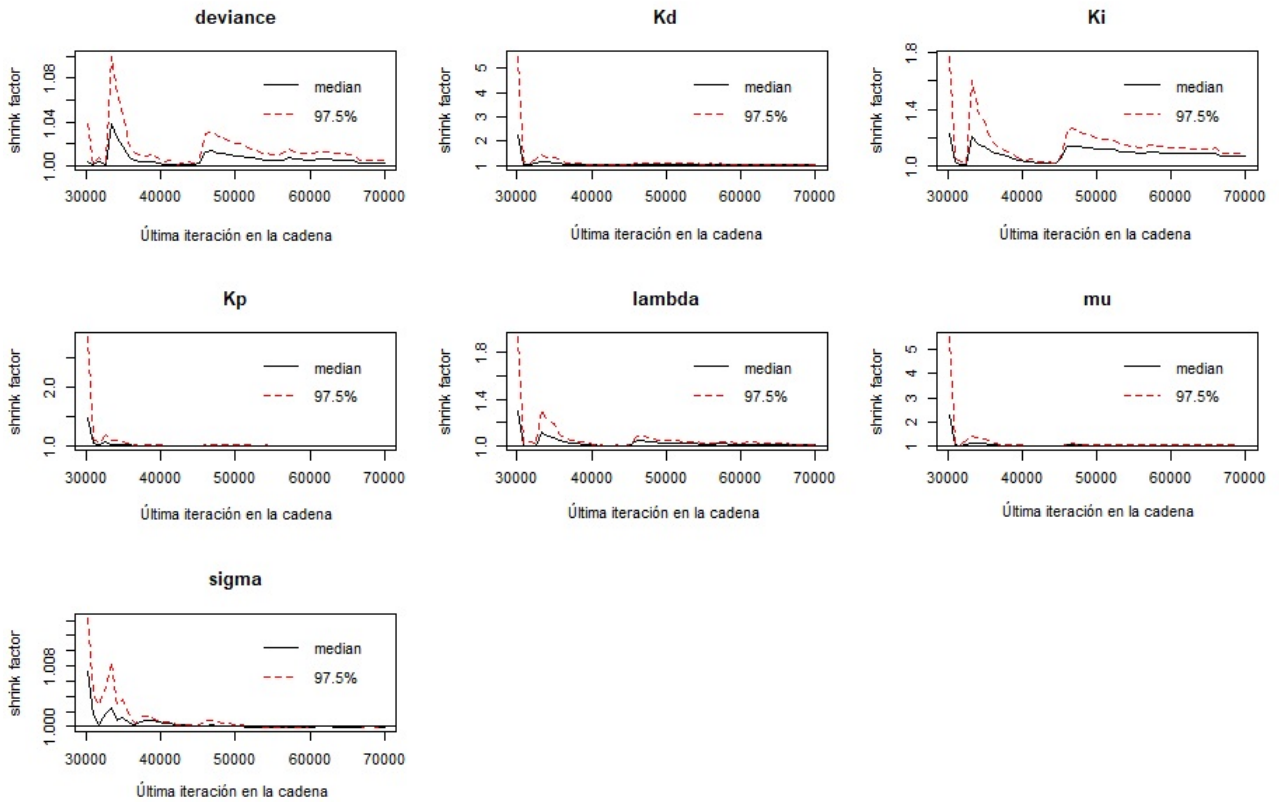 deviance
shrink factor
1.00 1.04 1.08
median
97.5%
30000 40000 50000 60000 70000
Última iteración en la cadena
Kd
shrink factor
1 2 3 4 5
median
97.5%
30000 40000 50000 60000 70000
Última iteración en la cadena
Ki
shrink factor
1.0 1.4 1.8
median
97.5%
30000 40000 50000 60000 70000
Última iteración en la cadena
Kp
shrink factor
1.0 2.0
median
97.5%
30000 40000 50000 60000 70000
Última iteración en la cadena
lambda
shrink factor
1.0 1.4 1.8
median
97.5%
30000 40000 50000 60000 70000
Última iteración en la cadena
mu
shrink factor
1 2 3 4 5
median
97.5%
30000 40000 50000 60000 70000
Última iteración en la cadena
sigma
shrink factor
1.000 1.008
median
97.5%
30000 40000 50000 60000 70000
Última iteración en la cadena